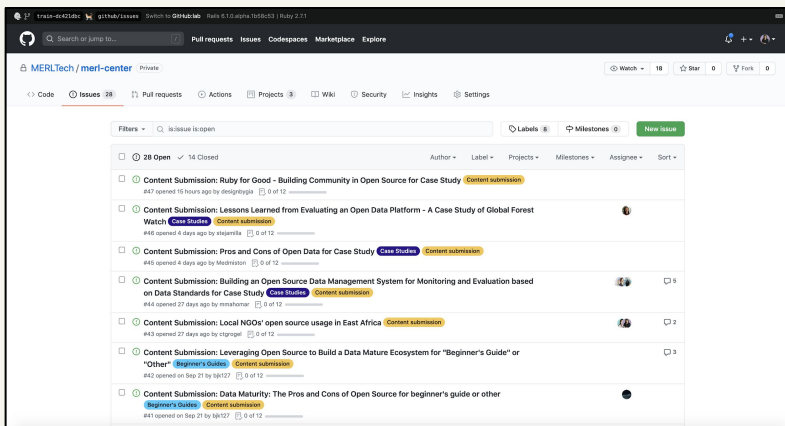 train-dc421dbc github/issues Switch to GitHub:lab Rails 6.1.0.alpha.1b58c53 | Ruby 2.7.1
Search or jump to... / Pull requests Issues Codespaces Marketplace Explore
MERLTech / merl-center Private Watch 18 Star 0 Fork 0
Code Issues 28 Pull requests Actions Projects 3 Wiki Security Insights Settings
Filters is:issue is:open Labels 8 Milestones 0 New issue
28 Open 14 Closed Author Label Projects Milestones Assignee Sort
Content Submission: Ruby for Good - Building Community in Open Source for Case Study Content submission
#47 opened 15 hours ago by designbygia 0 of 12
Content Submission: Lessons Learned from Evaluating an Open Data Platform - A Case Study of Global Forest
Watch Case Studies Content submission
#46 opened 4 days ago by stejamilla 0 of 12
Content Submission: Pros and Cons of Open Data for Case Study Case Studies Content submission
#45 opened 4 days ago by Medmiston 0 of 12
Content Submission: Building an Open Source Data Management System for Monitoring and Evaluation based 5
on Data Standards for Case Study Case Studies Content submission
#44 opened 27 days ago by mmahomar 0 of 12
Content Submission: Local NGOs' open source usage in East Africa Content submission 2
#43 opened 27 days ago by ctgrogel 0 of 12
Content Submission: Leveraging Open Source to Build a Data Mature Ecosystem for "Beginner's Guide" or 3
"Other" Beginner's Guides Content submission
#42 opened on Sep 21 by bjk127 0 of 12
Content Submission: Data Maturity: The Pros and Cons of Open Source for beginner's guide or other
Beginner's Guides Content submission
#41 opened on Sep 21 by bjk127 0 of 12